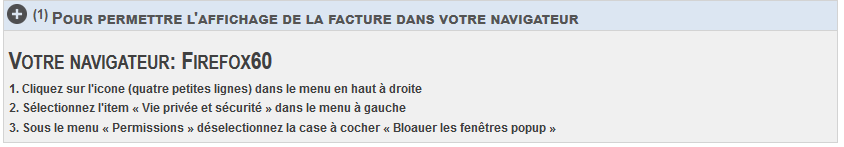 (1) Pour permettre l'affichage de la facture dans votre navigateur
Votre navigateur: Firefox60
1. Cliquez sur l'icone (quatre petites lignes) dans le menu en haut à droite
2. Sélectionnez l'item « Vie privée et sécurité » dans le menu à gauche
3. Sous le menu « Permissions » déselectionnez la case à cocher « Bloauer les fenêtres popup »